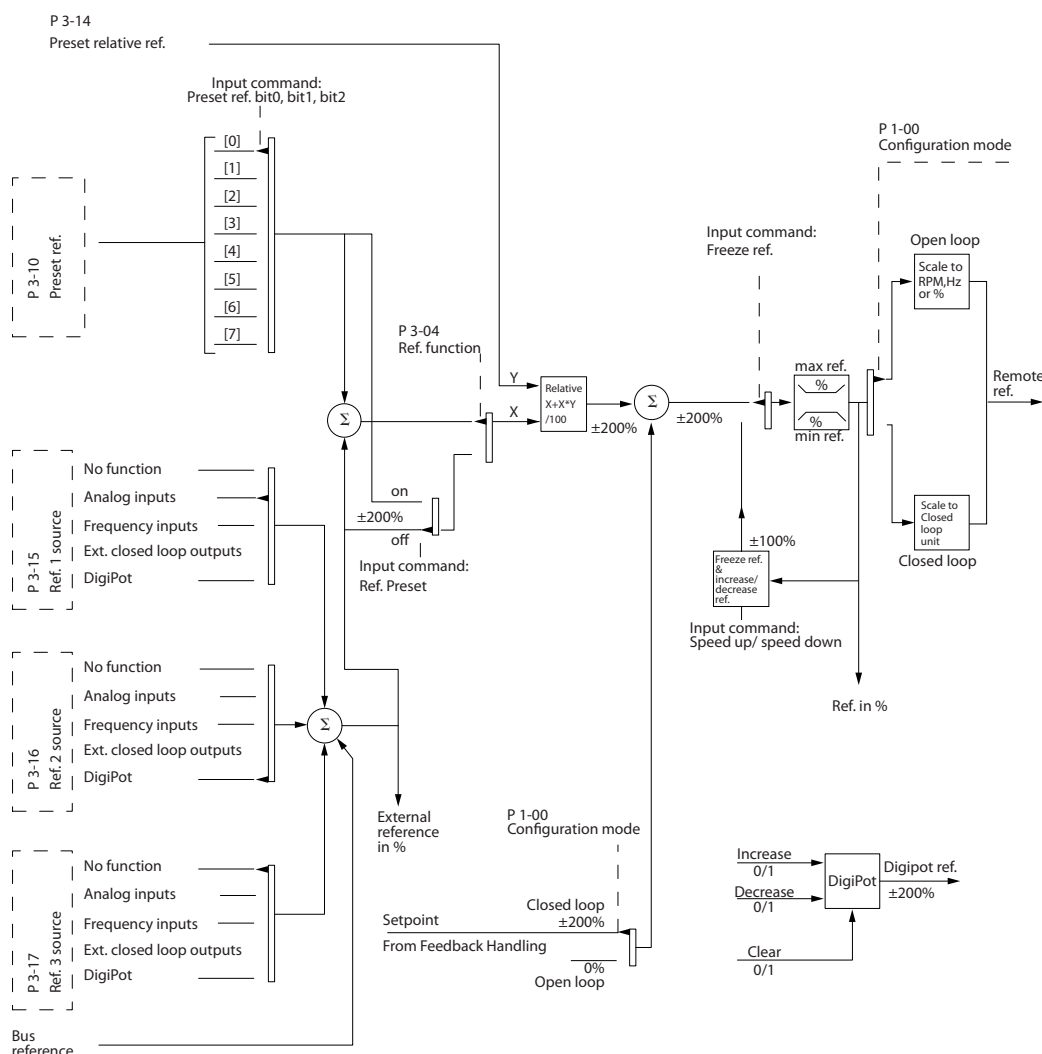 P 3-14
Preset relative ref.
Input command:
Preset ref. bit0, bit1, bit2
P 1-00
Configuration mode
P 3-10
Preset ref.
[0]
[1]
[2]
[3]
[4]
[5]
[6]
[7]
Input command:
Freeze ref.
Open loop
Scale to
RPM,Hz
or %
P 3-04
Ref. function
Y
X
Relative
X+X*Y
/100
±200%
Σ
±200%
max ref.
%
%
min ref.
Remote
ref.
Σ
on
±200%
off
Input command:
Ref. Preset
Scale to
Closed
loop
unit
Closed loop
±100%
Freeze ref.
&
increase/
decrease
ref.
Input command:
Speed up/ speed down
Ref. in %
P 3-15
Ref. 1 source
No function
Analog inputs
Frequency inputs
Ext. closed loop outputs
DigiPot
P 3-16
Ref. 2 source
No function
Analog inputs
Frequency inputs
Ext. closed loop outputs
DigiPot
Σ
External
reference
in %
P 3-17
Ref. 3 source
No function
Analog inputs
Frequency inputs
Ext. closed loop outputs
DigiPot
P 1-00
Configuration mode
Closed loop
Setpoint
±200%
From Feedback Handling
0%
Open loop
Increase
0/1
Decrease
0/1
Clear
0/1
DigiPot
Digipot ref.
±200%
Bus
reference